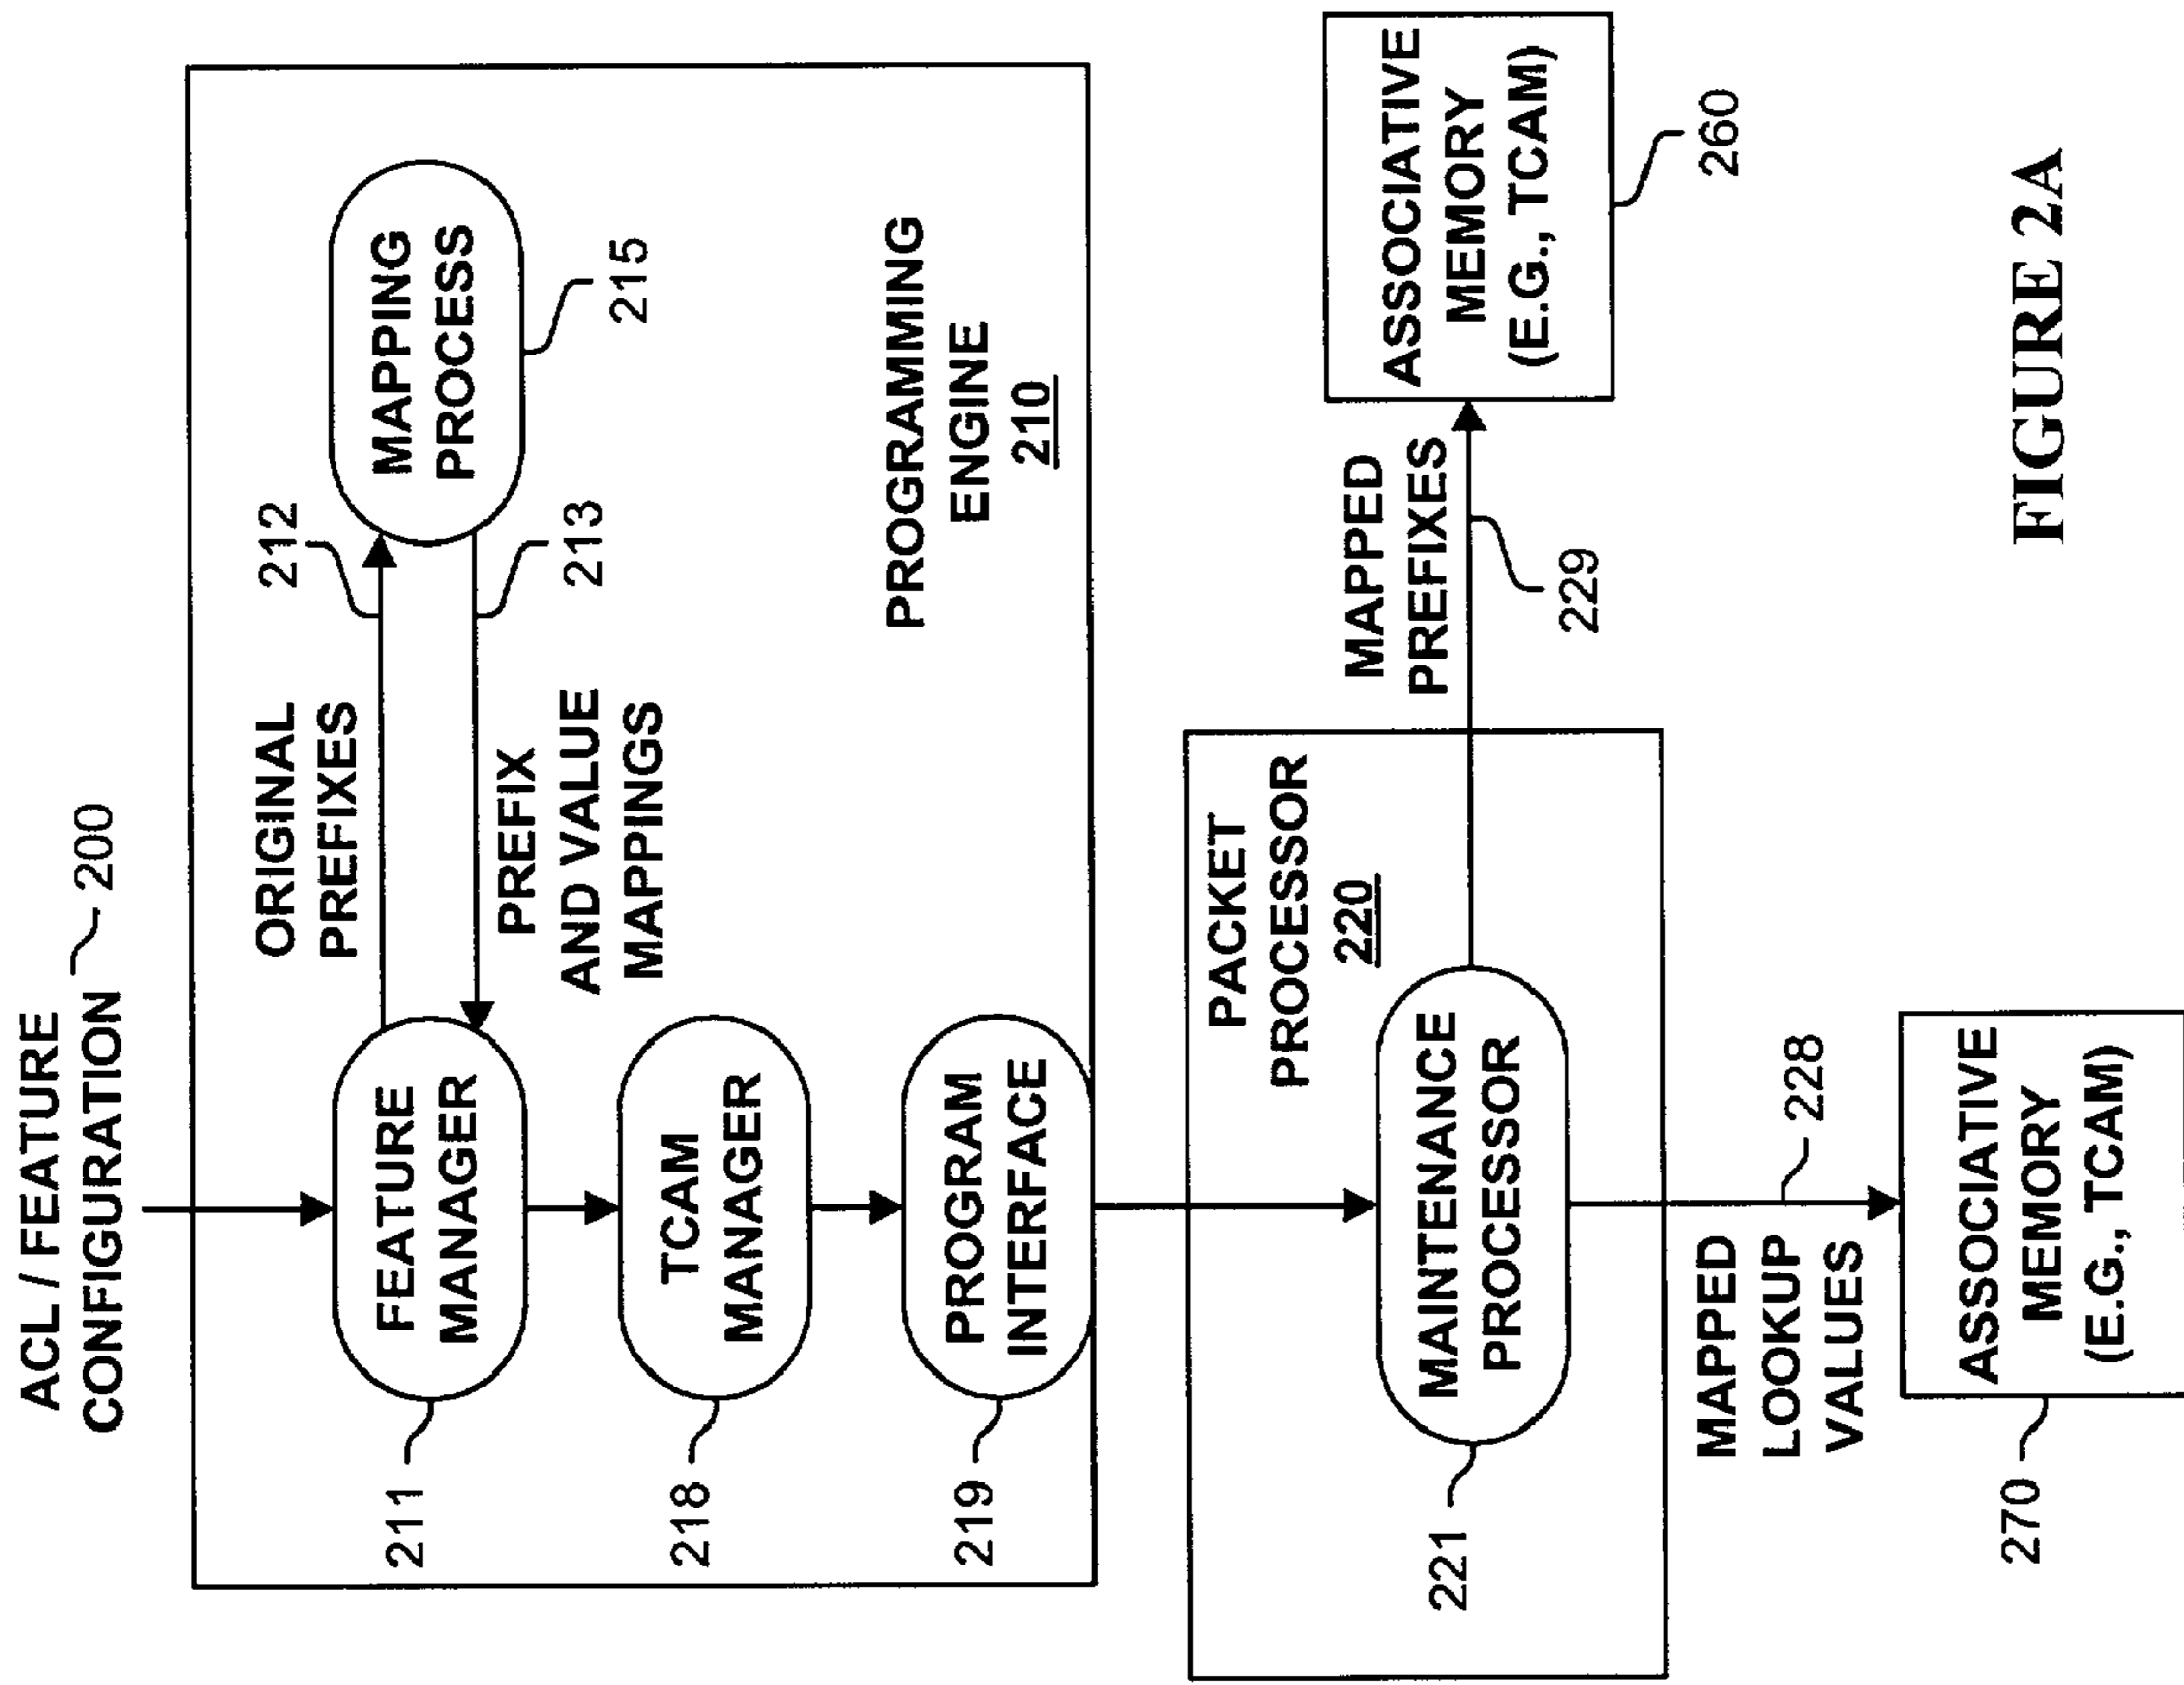 ACL / FEATURE
CONFIGURATION
200
ORIGINAL
PREFIXES
212
FEATURE
MANAGER
211
MAPPING
PROCESS
215
213
PREFIX
AND VALUE
MAPPINGS
TCAM
MANAGER
218
PROGRAM
INTERFACE
219
PROGRAMMING
ENGINE
210
PACKET
PROCESSOR
220
MAINTENANCE
PROCESSOR
221
MAPPED
PREFIXES
229
ASSOCIATIVE
MEMORY
(E.G., TCAM)
260
MAPPED
LOOKUP
VALUES
228
ASSOCIATIVE
MEMORY
(E.G., TCAM)
270
FIGURE 2A